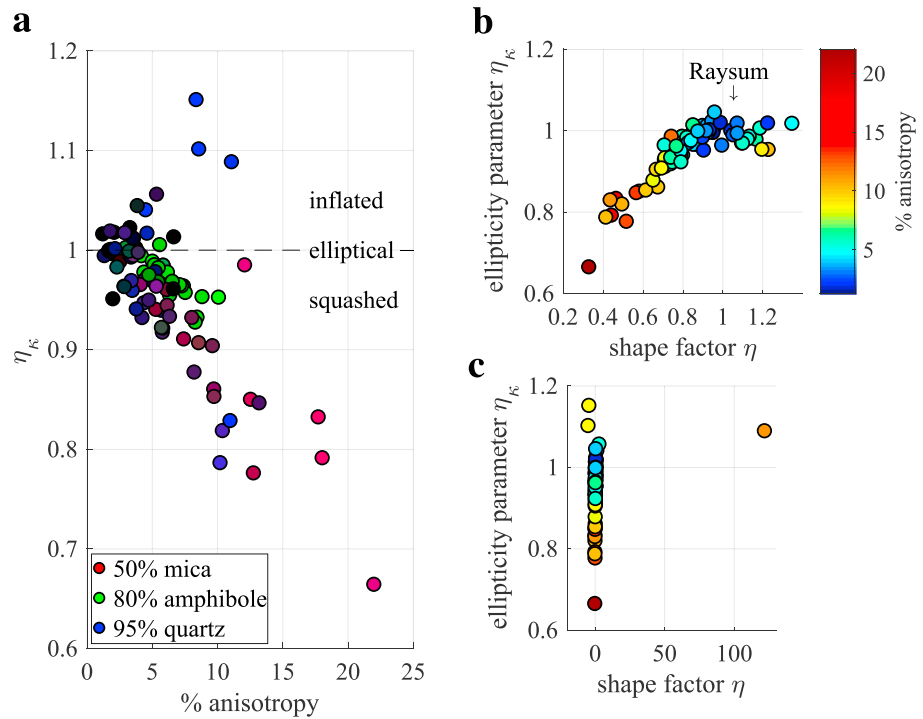 a
1.2
1.1
1
0.9
0.8
0.7
0.6
η_κ
inflated
elliptical
squashed
50% mica
80% amphibole
95% quartz
0 5 10 15 20 25
% anisotropy
b
1.2
1
0.8
0.6
ellipticity parameter η_κ
Raysum
↓
0.2 0.4 0.6 0.8 1 1.2
shape factor η
20
15
10
5
% anisotropy
c
1.2
1
0.8
0.6
ellipticity parameter η_κ
0 50 100
shape factor η